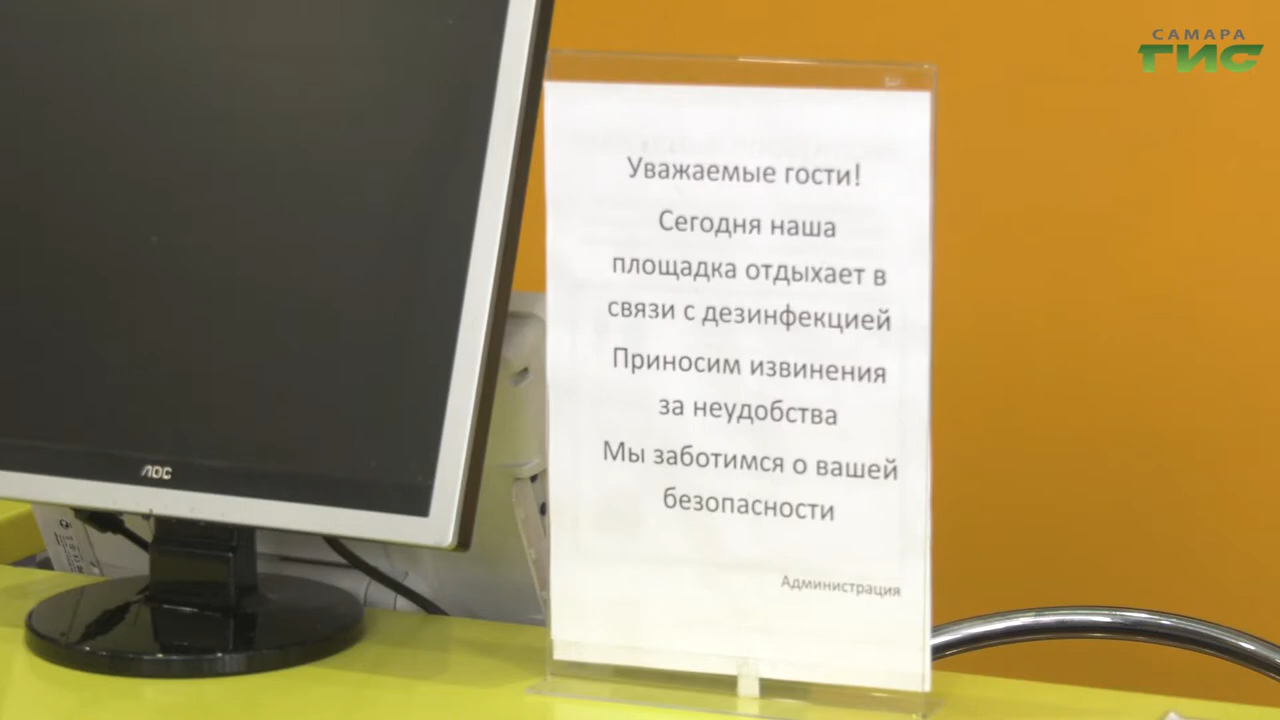 САМАРА
ГИС
Уважаемые гости!
Сегодня наша
площадка отдыхает в
связи с дезинфекцией
Приносим извинения
за неудобства
Мы заботимся о вашей
безопасности
Администрация
AOC